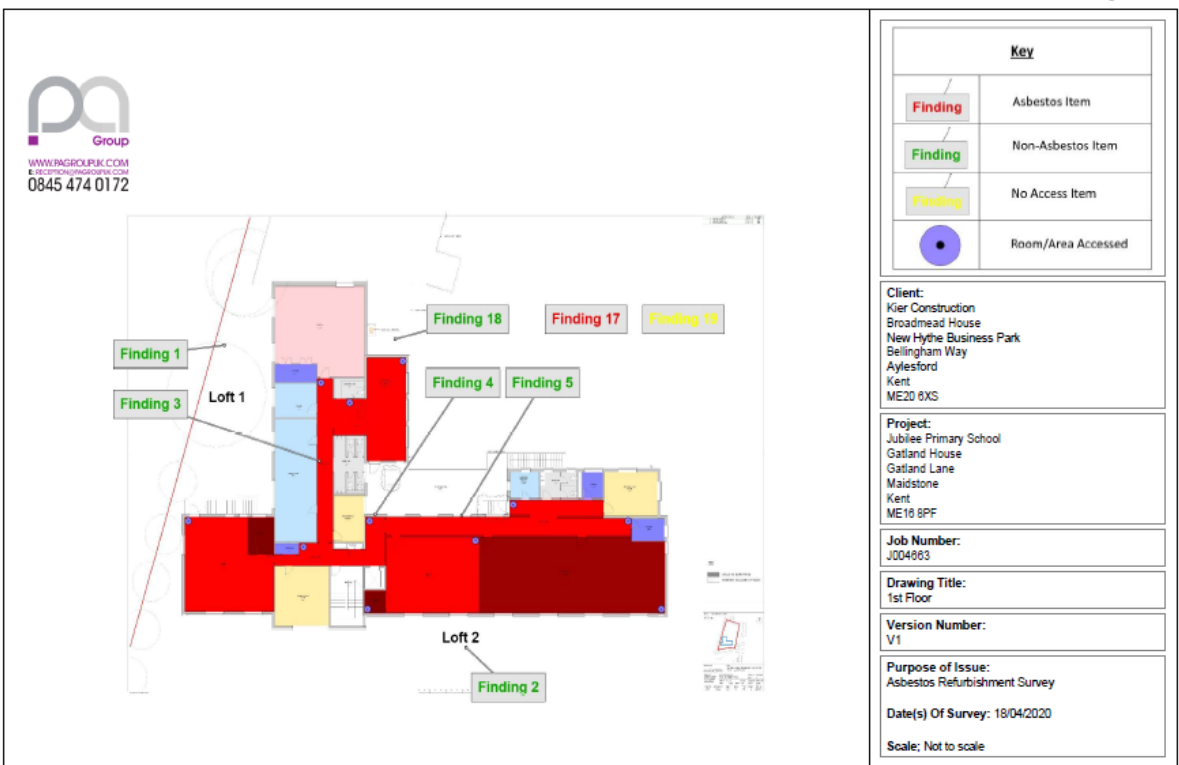 Group
WWW.PAGROUPUK.COM
E: RECEPTION@PAGROUPUK.COM
0845 474 0172
Finding 18
Finding 17
Finding 19
Finding 1
Finding 3
Loft 1
Finding 4
Finding 5
Loft 2
Finding 2
Key
Finding
Asbestos Item
Finding
Non-Asbestos Item
Finding
No Access Item
Room/Area Accessed
Client:
Kier Construction
Broadmead House
New Hythe Business Park
Bellingham Way
Aylesford
Kent
ME20 6XS
Project:
Jubilee Primary School
Gatland House
Gatland Lane
Maidstone
Kent
ME16 8PF
Job Number:
J004663
Drawing Title:
1st Floor
Version Number:
V1
Purpose of Issue:
Asbestos Refurbishment Survey
Date(s) Of Survey: 18/04/2020
Scale; Not to scale